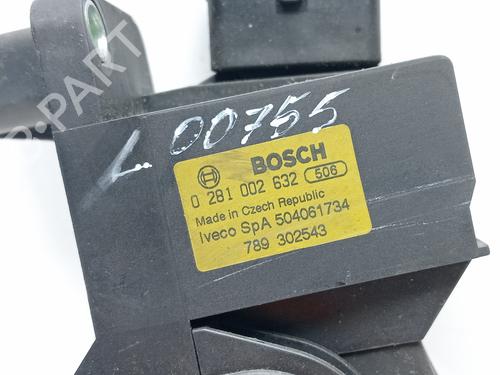 L 00755
BOSCH
0 281 002 632 506
Made in Czech Republic
Iveco SpA 504061734
789 302543
PART